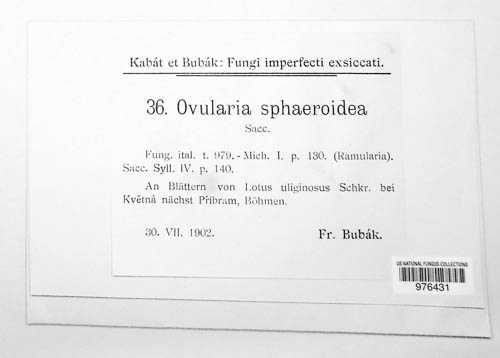 Kabát et Bubák: Fungi imperfecti exsiccati.
36. Ovularia sphaeroidea
Sacc.
Fung. ital. t. 979. - Mich. I. p. 130. (Ramularia).
Sacc. Syll. IV. p. 140.
An Blättern von Lotus uliginosus Schkr. bei
Květná nächst Přibram, Böhmen.
30. VII. 1902. Fr. Bubák.
US NATIONAL FUNGUS COLLECTIONS
976431